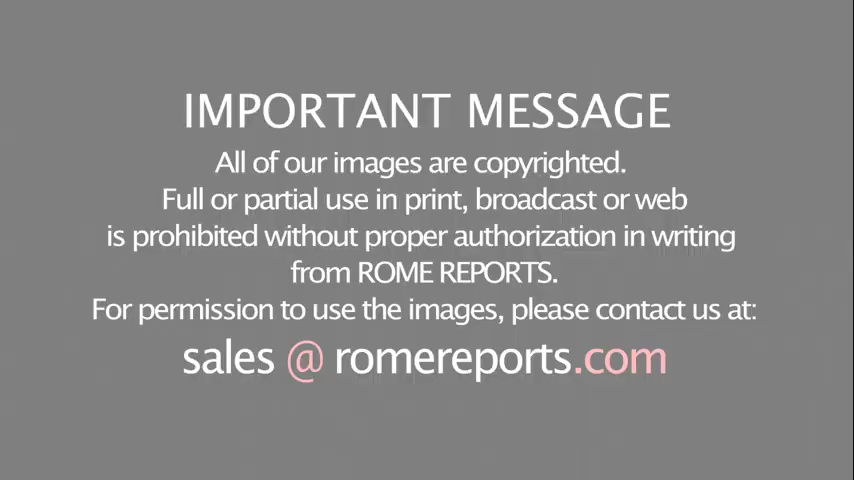 IMPORTANT MESSAGE
All of our images are copyrighted.
Full or partial use in print, broadcast or web
is prohibited without proper authorization in writing
from ROME REPORTS.
For permission to use the images, please contact us at:
sales @ romereports.com